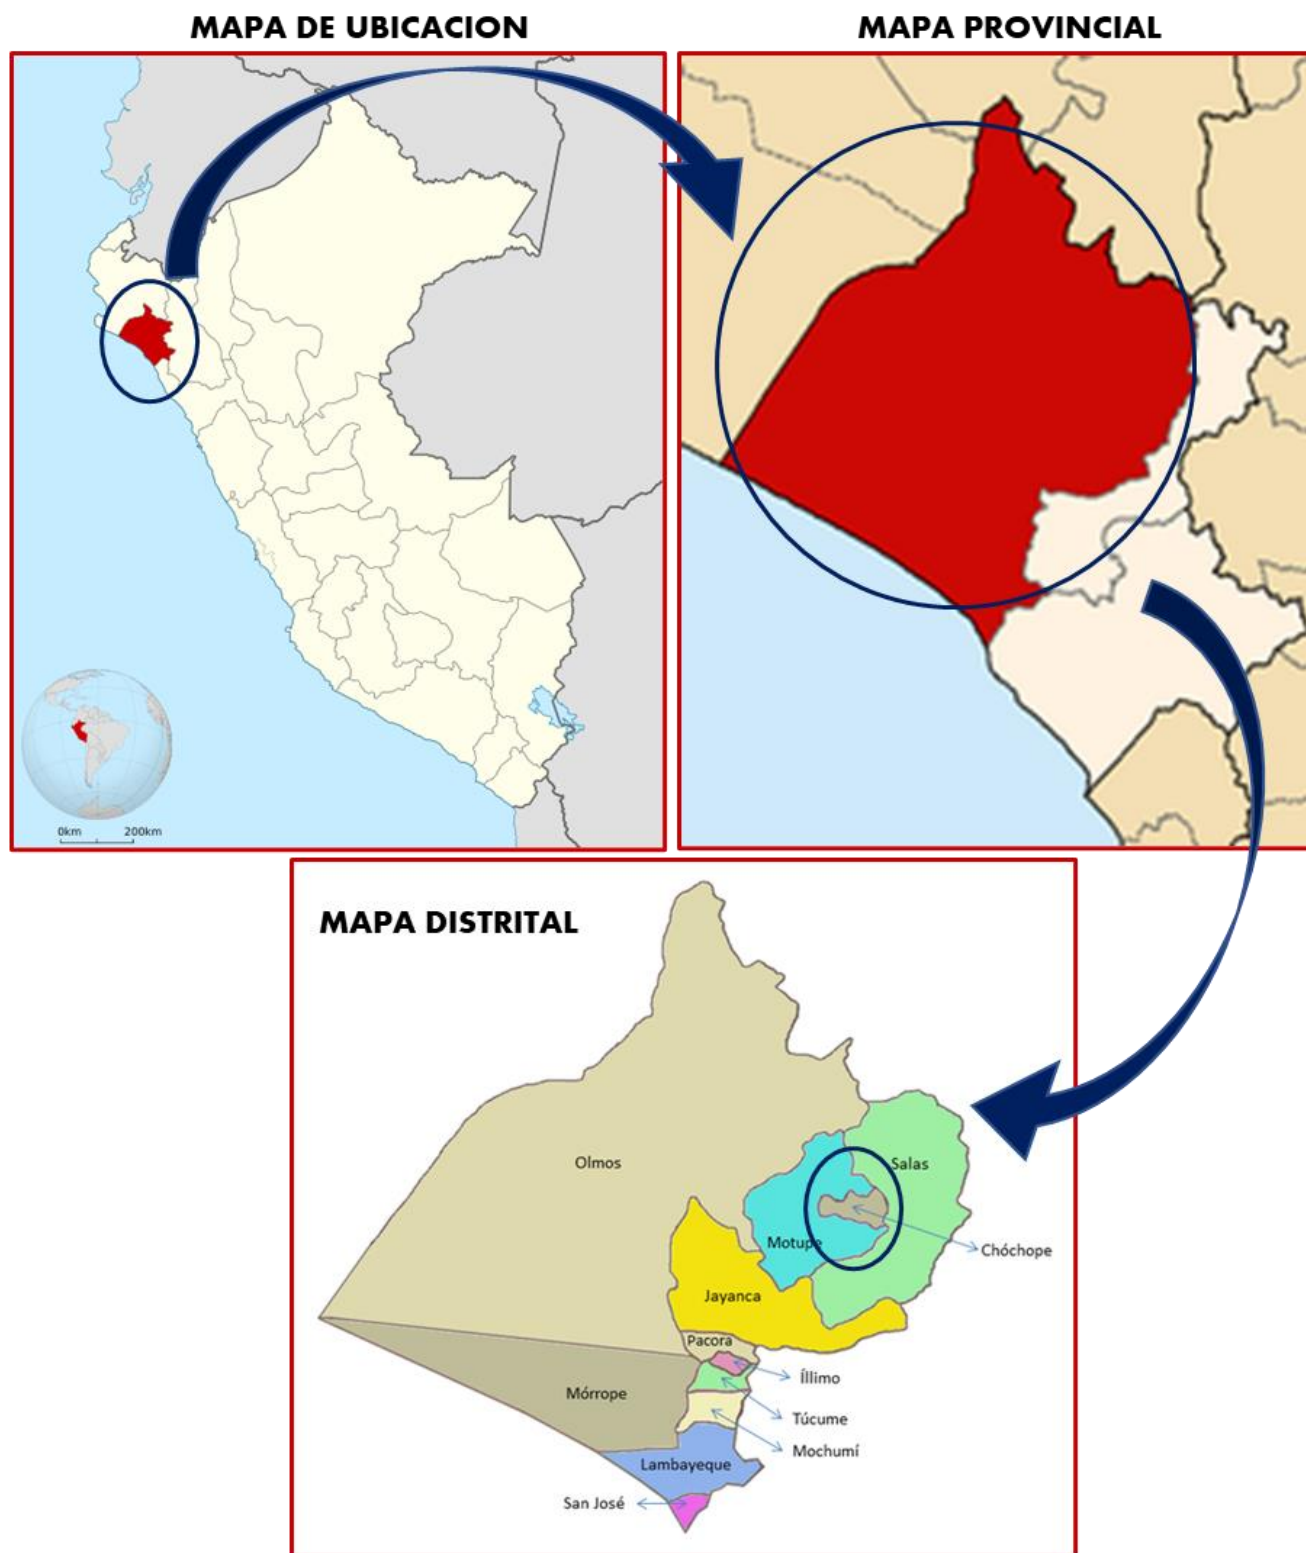 MAPA DE UBICACION
MAPA PROVINCIAL
0km 200km
MAPA DISTRITAL
Olmos
Salas
Motupe
Chóchope
Jayanca
Pacora
Íllimo
Mórrope
Túcume
Mochumí
Lambayeque
San José